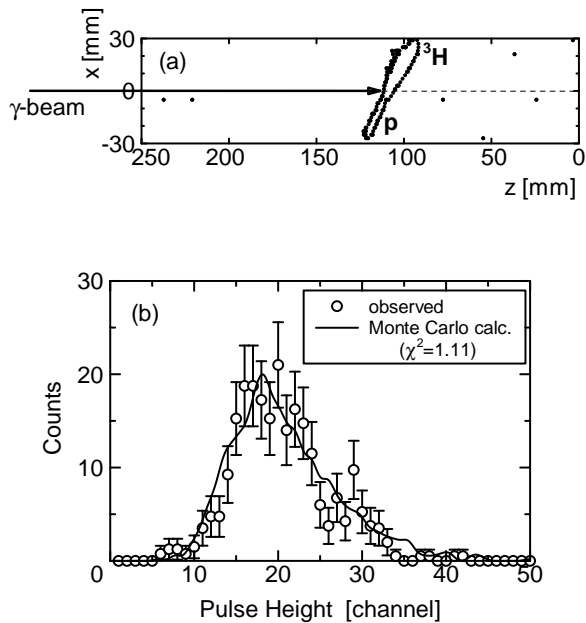 30
(a)
³H
x [mm]
0
γ-beam
p
-30
250 200 150 100 50 0
z [mm]
30
(b)
observed
Monte Carlo calc.
(χ²=1.11)
20
Counts
10
0
0 10 20 30 40 50
Pulse Height [channel]